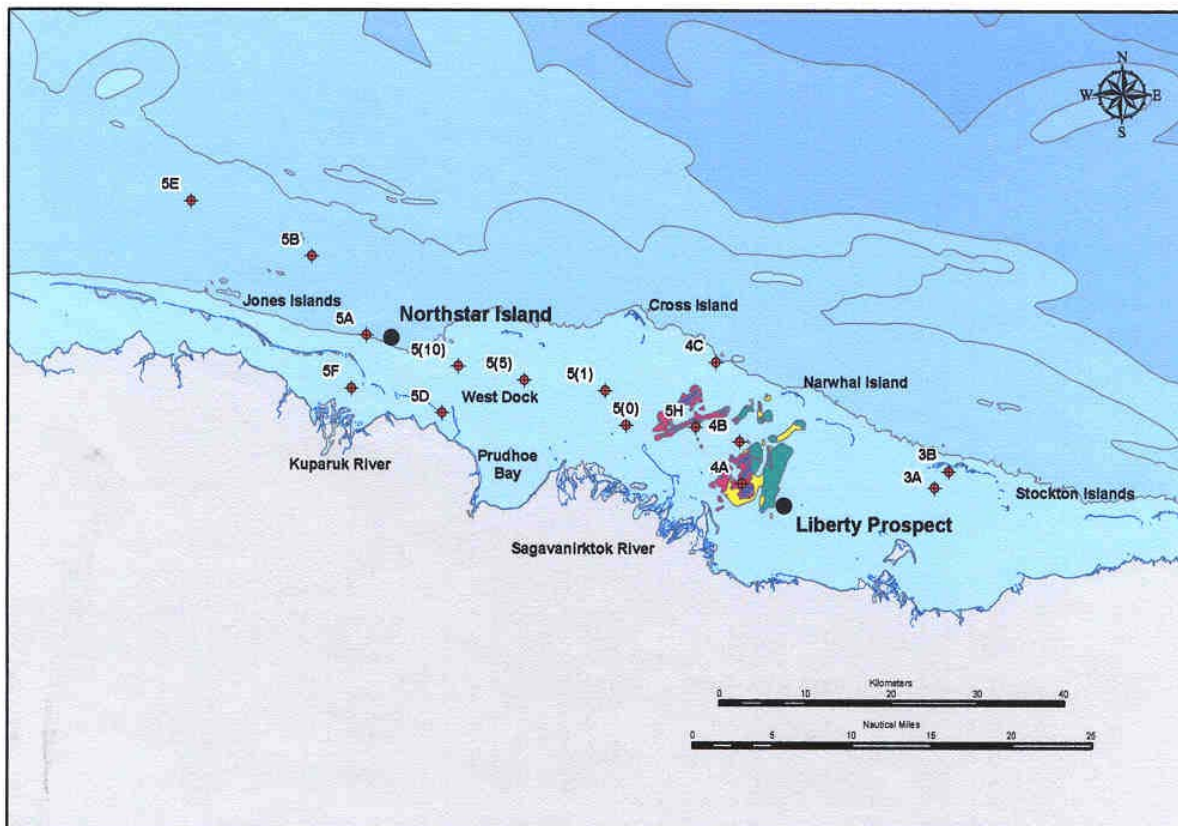 N
W E
S
5E
5B
Jones Islands
Cross Island
5A
Northstar Island
5(10)
5(5)
5(1)
4C
5F
West Dock
Narwhal Island
5D
5(0)
5H
4B
Kuparuk River
Prudhoe
Bay
4A
3B
3A
Stockton Islands
Liberty Prospect
Sagavanirktok River
Kilometers
0 10 20 30 40
Nautical Miles
0 5 10 15 20 25